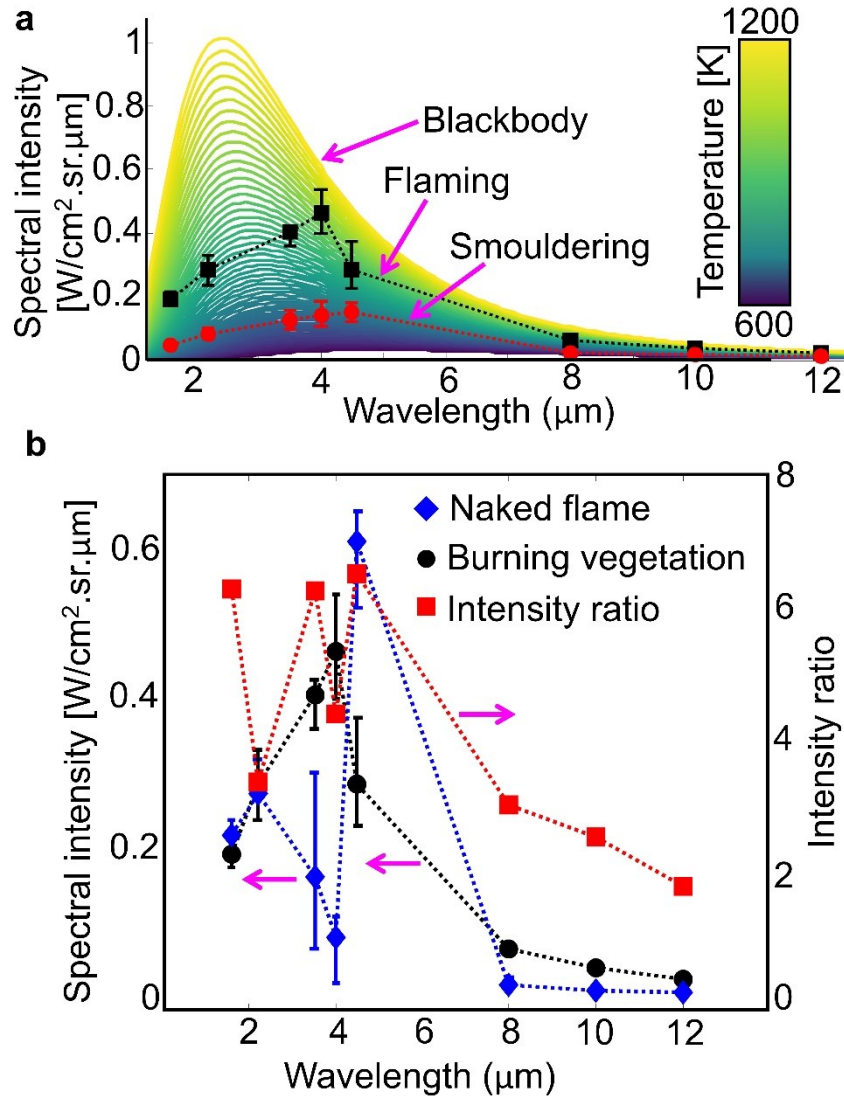 a
Spectral intensity
[W/cm².sr.μm]
1
0.8
0.6
0.4
0.2
0
2
4
6
8
10
12
Wavelength (μm)
Blackbody
Flaming
Smouldering
1200
Temperature [K]
600
b
Spectral intensity [W/cm².sr.μm]
0.6
0.4
0.2
0
Naked flame
Burning vegetation
Intensity ratio
8
6
4
2
0
Intensity ratio
2
4
6
8
10
12
Wavelength (μm)